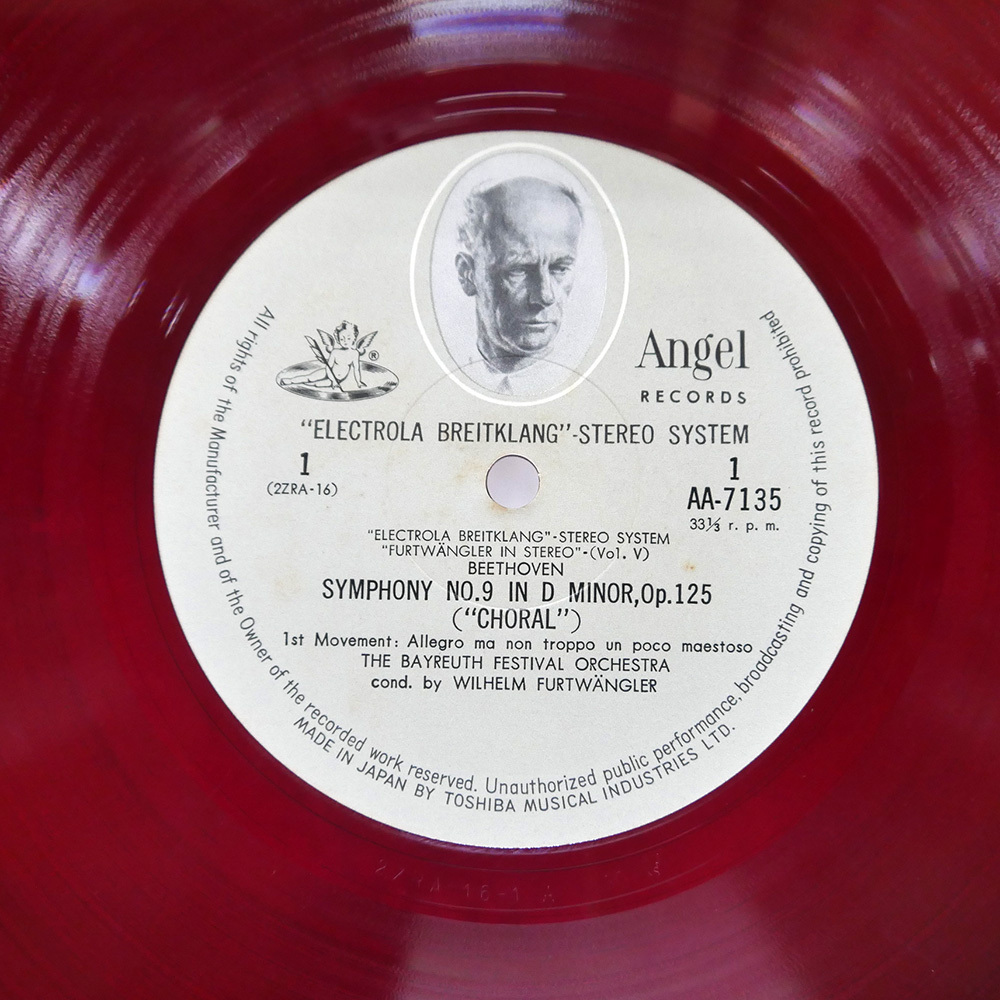 Angel
RECORDS
®
"ELECTROLA BREITKLANG"-STEREO SYSTEM
1
(2ZRA-16)
1
AA-7135
33⅓ r. p. m.
"ELECTROLA BREITKLANG"-STEREO SYSTEM
"FURTWÄNGLER IN STEREO"-(Vol. V)
BEETHOVEN
SYMPHONY NO.9 IN D MINOR,Op.125
("CHORAL")
1st Movement: Allegro ma non troppo un poco maestoso
THE BAYREUTH FESTIVAL ORCHESTRA
cond. by WILHELM FURTWÄNGLER
All rights of the Manufacturer and of the Owner of the recorded work reserved. Unauthorized public performance, broadcasting and copying of this record prohibited
MADE IN JAPAN BY TOSHIBA MUSICAL INDUSTRIES LTD.